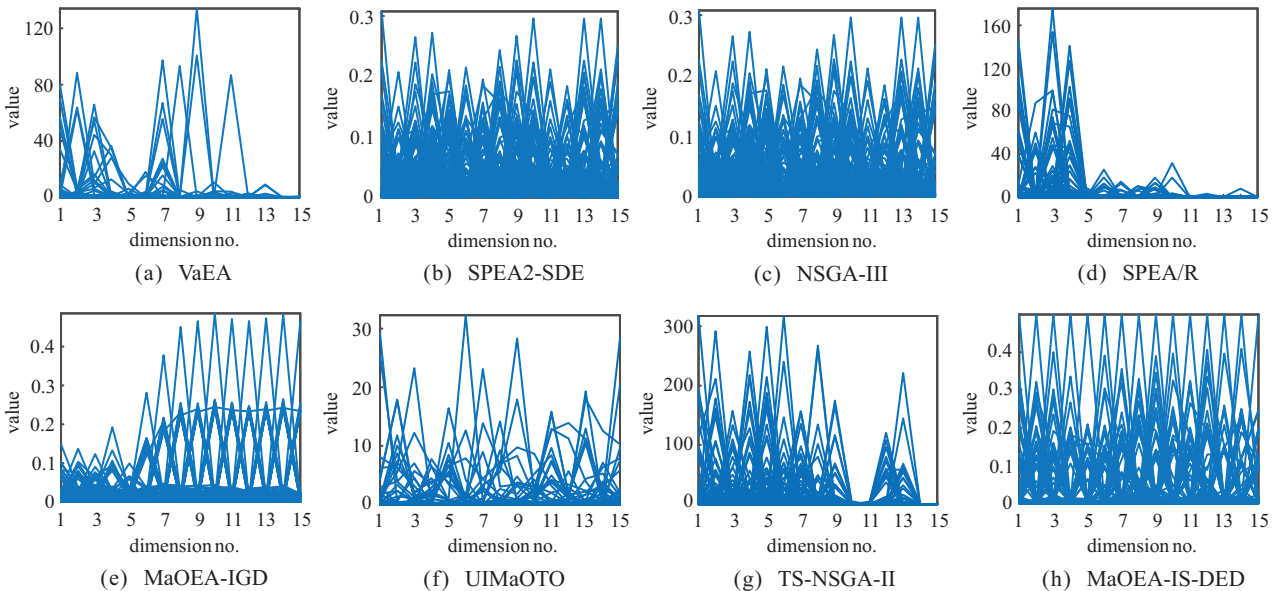 value
120
80
40
0
1 3 5 7 9 11 13 15
dimension no.
(a) VaEA
value
0.3
0.2
0.1
0
1 3 5 7 9 11 13 15
dimension no.
(b) SPEA2-SDE
value
0.3
0.2
0.1
0
1 3 5 7 9 11 13 15
dimension no.
(c) NSGA-III
value
160
120
80
40
0
1 3 5 7 9 11 13 15
dimension no.
(d) SPEA/R
value
0.4
0.3
0.2
0.1
0
1 3 5 7 9 11 13 15
dimension no.
(e) MaOEA-IGD
value
30
20
10
0
1 3 5 7 9 11 13 15
dimension no.
(f) UIMaOTO
value
300
200
100
0
1 3 5 7 9 11 13 15
dimension no.
(g) TS-NSGA-II
value
0.4
0.3
0.2
0.1
0
1 3 5 7 9 11 13 15
dimension no.
(h) MaOEA-IS-DED